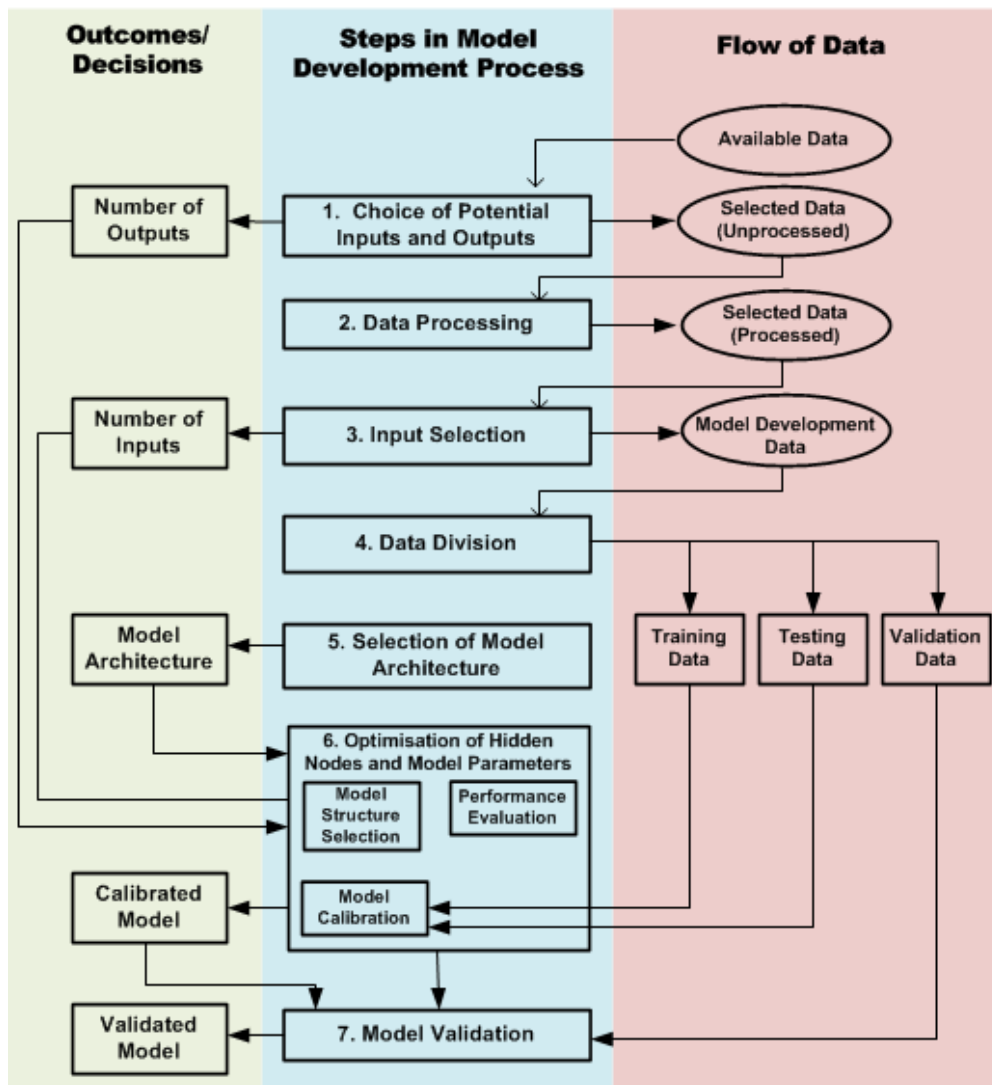 Outcomes/
Decisions
Steps in Model
Development Process
Flow of Data
Available Data
Number of
Outputs
1. Choice of Potential
Inputs and Outputs
Selected Data
(Unprocessed)
2. Data Processing
Selected Data
(Processed)
Number of
Inputs
3. Input Selection
Model Development
Data
4. Data Division
Model
Architecture
5. Selection of Model
Architecture
Training
Data
Testing
Data
Validation
Data
6. Optimisation of Hidden
Nodes and Model Parameters
Model
Structure
Selection
Performance
Evaluation
Calibrated
Model
Model
Calibration
Validated
Model
7. Model Validation